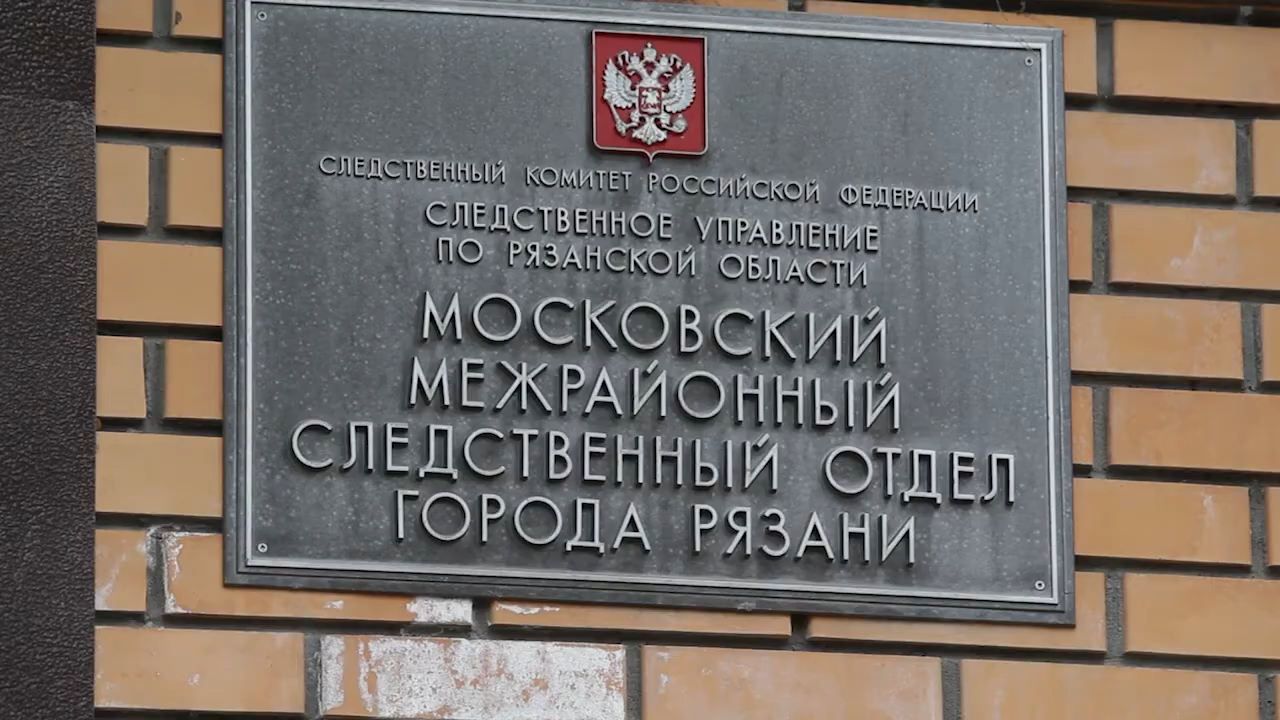 СЛЕДСТВЕННЫЙ КОМИТЕТ РОССИЙСКОЙ ФЕДЕРАЦИИ
СЛЕДСТВЕННОЕ УПРАВЛЕНИЕ
ПО РЯЗАНСКОЙ ОБЛАСТИ
МОСКОВСКИЙ
МЕЖРАЙОННЫЙ
СЛЕДСТВЕННЫЙ ОТДЕЛ
ГОРОДА РЯЗАНИ